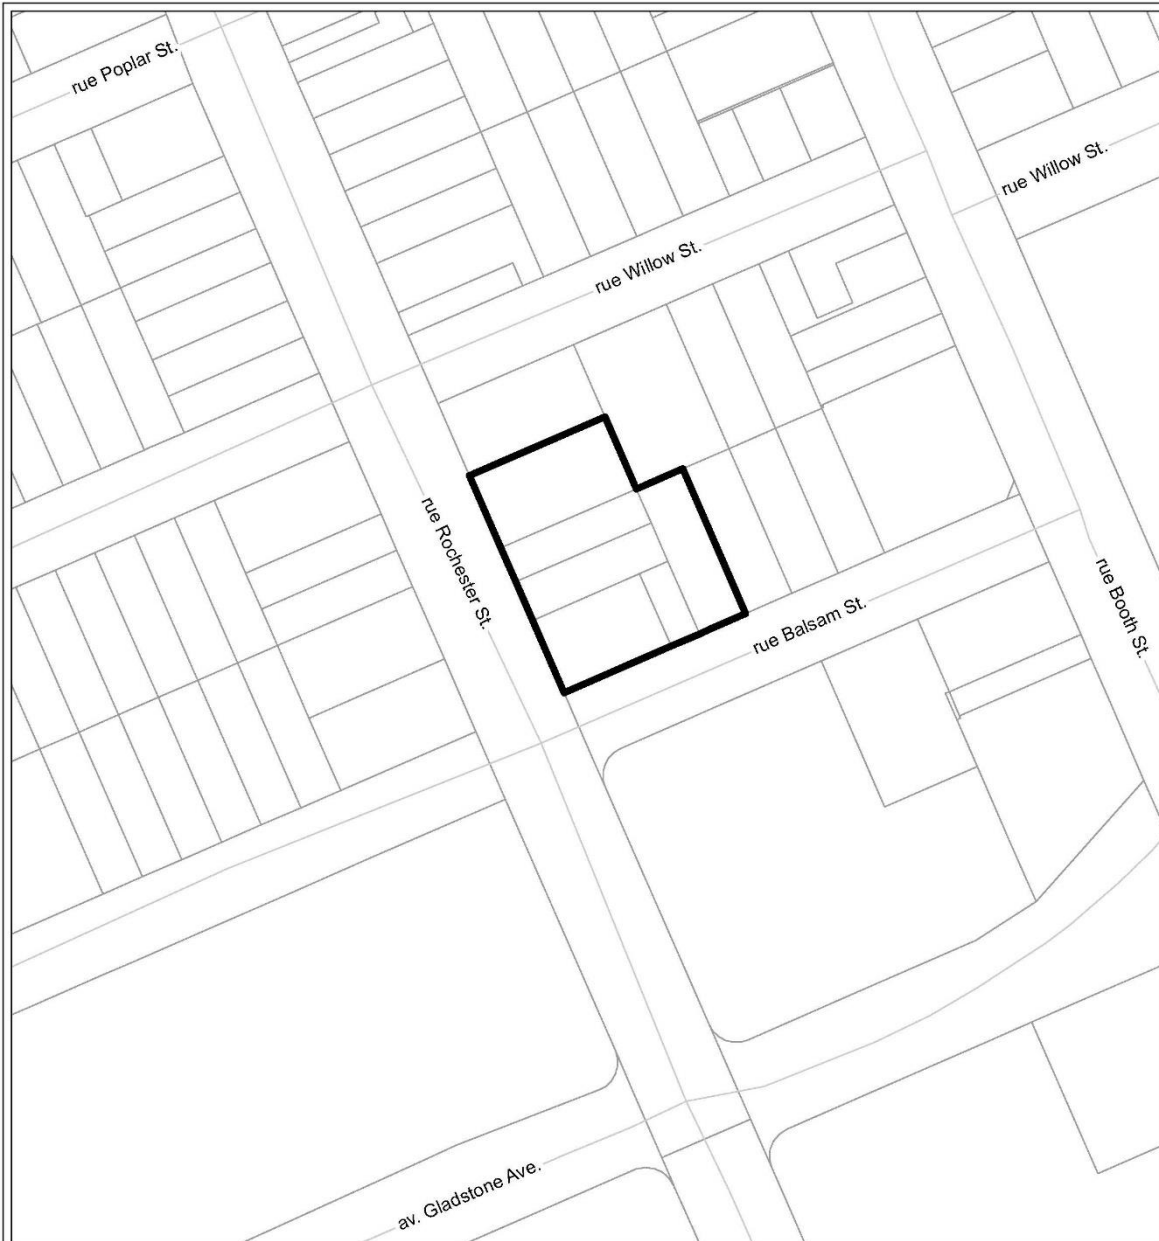 rue Poplar St.
rue Willow St.
rue Willow St.
rue Rochester St.
rue Balsam St.
rue Booth St.
av. Gladstone Ave.